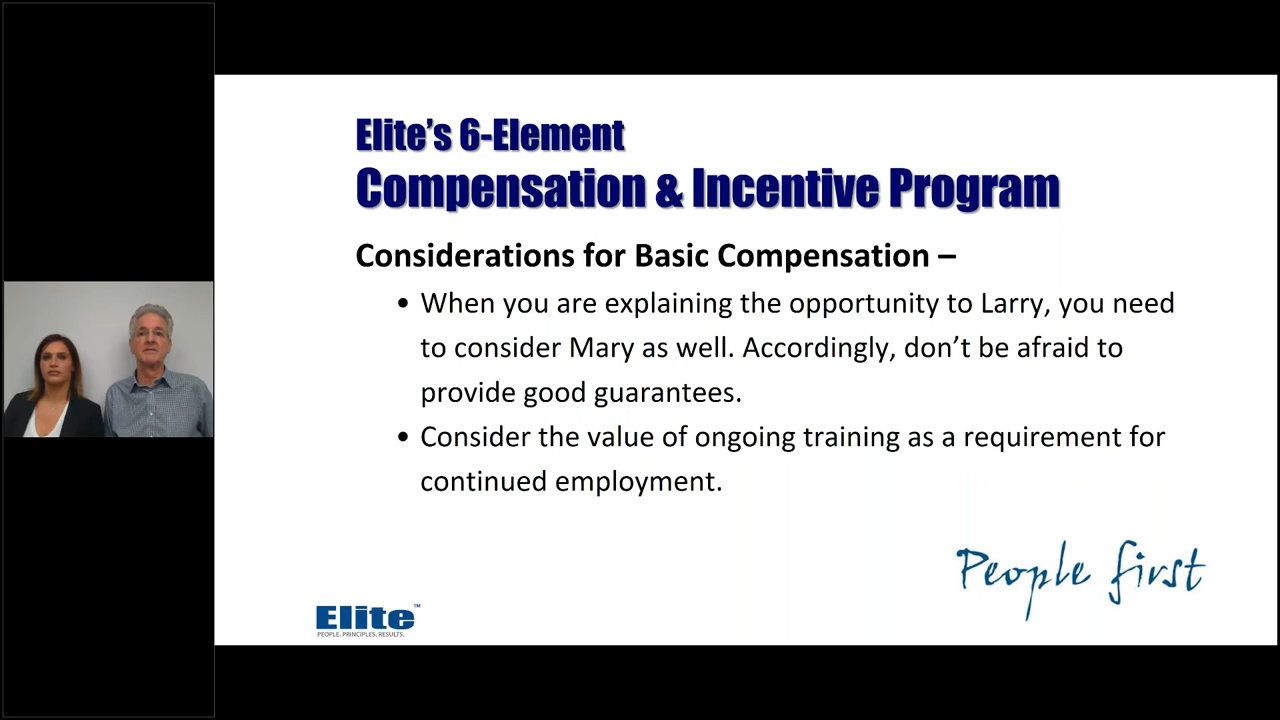 Elite’s 6-Element
Compensation & Incentive Program
Considerations for Basic Compensation –
• When you are explaining the opportunity to Larry, you need
to consider Mary as well. Accordingly, don’t be afraid to
provide good guarantees.
• Consider the value of ongoing training as a requirement for
continued employment.
People first
Elite™
PEOPLE. PRINCIPLES. RESULTS.